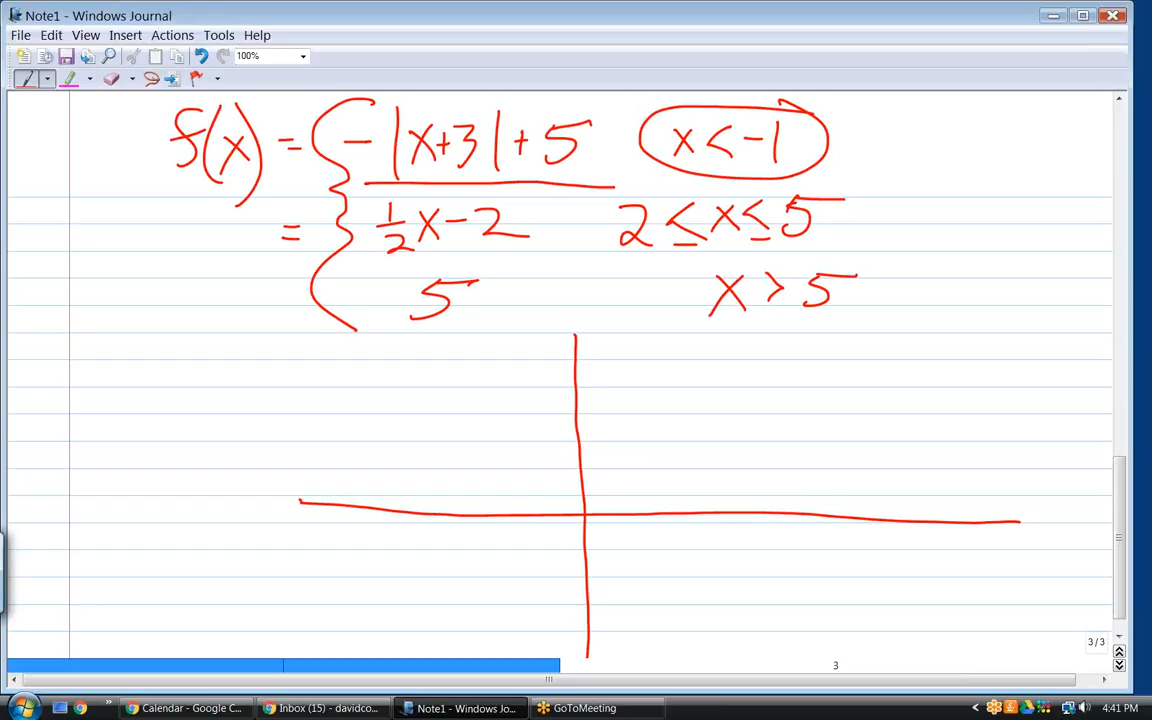 Note1 - Windows Journal
File Edit View Insert Actions Tools Help
100%
f(x) = { -|x+3| + 5 x < -1
= { 1/2 x - 2 2 ≤ x ≤ 5
5 x > 5
3 / 3
3
Calendar - Google C... Inbox (15) - davidco... Note1 - Windows Jo... GoToMeeting 4:41 PM